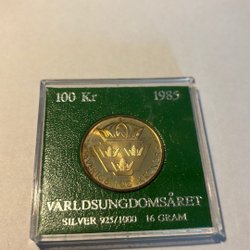 100 Kr 1985
VÄRLDSUNGDOMSÅRET
SILVER 925/1000 16 GRAM